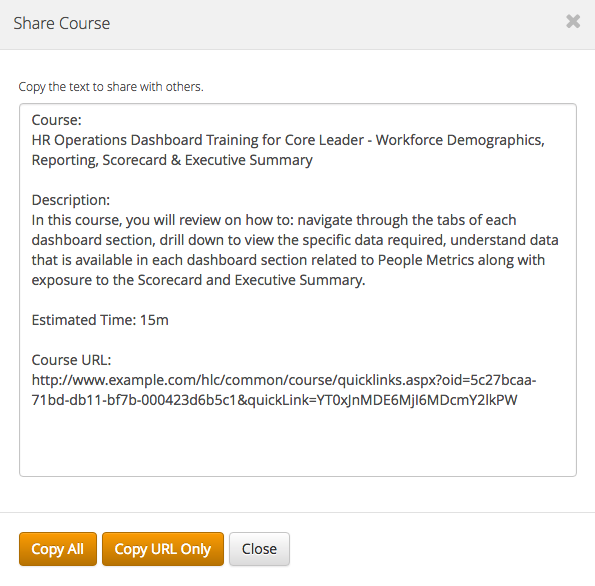 Share Course
Copy the text to share with others.
Course:
HR Operations Dashboard Training for Core Leader - Workforce Demographics,
Reporting, Scorecard & Executive Summary
Description:
In this course, you will review on how to: navigate through the tabs of each
dashboard section, drill down to view the specific data required, understand data
that is available in each dashboard section related to People Metrics along with
exposure to the Scorecard and Executive Summary.
Estimated Time: 15m
Course URL:
http://www.example.com/hlc/common/course/quicklinks.aspx?oid=5c27bcaa-
71bd-db11-bf7b-000423d6b5c1&quickLink=YT0xJnMDE6MjI6MDcmY2lkPW
Copy All
Copy URL Only
Close